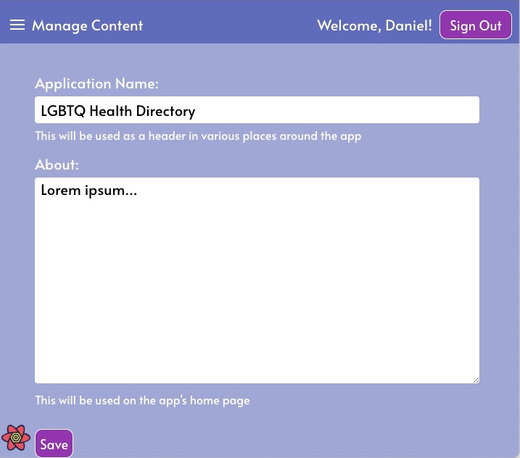 Manage Content
Welcome, Daniel!
Sign Out
Application Name:
LGBTQ Health Directory
This will be used as a header in various places around the app
About:
Lorem ipsum...
This will be used on the app's home page
Save